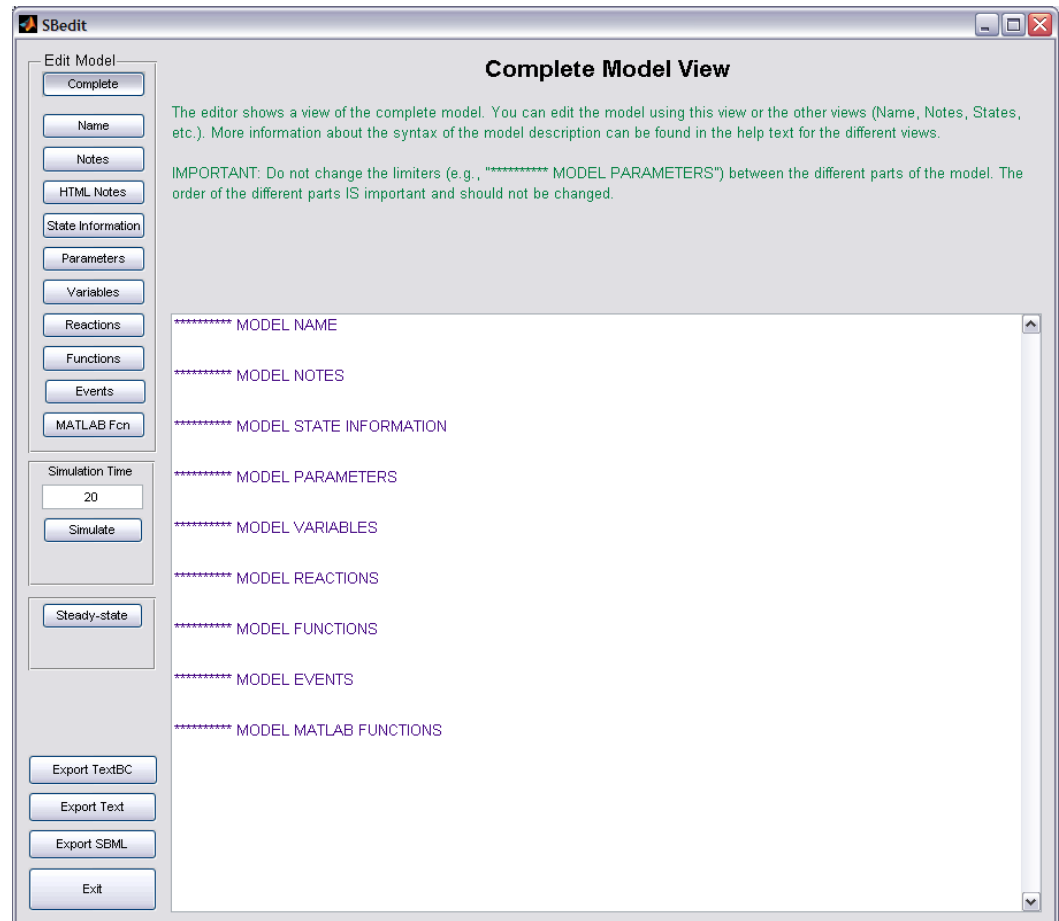 SBedit
Edit Model
Complete
Name
Notes
HTML Notes
State Information
Parameters
Variables
Reactions
Functions
Events
MATLAB Fcn
Simulation Time
20
Simulate
Steady-state
Export TextBC
Export Text
Export SBML
Exit
Complete Model View
The editor shows a view of the complete model. You can edit the model using this view or the other views (Name, Notes, States,
etc.). More information about the syntax of the model description can be found in the help text for the different views.
IMPORTANT: Do not change the limiters (e.g., "********** MODEL PARAMETERS") between the different parts of the model. The
order of the different parts IS important and should not be changed.
********** MODEL NAME
********** MODEL NOTES
********** MODEL STATE INFORMATION
********** MODEL PARAMETERS
********** MODEL VARIABLES
********** MODEL REACTIONS
********** MODEL FUNCTIONS
********** MODEL EVENTS
********** MODEL MATLAB FUNCTIONS